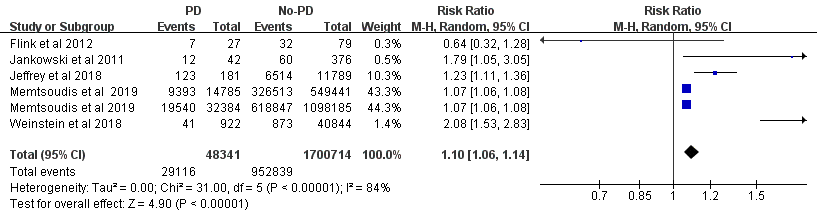 PD No-PD Risk Ratio Risk Ratio
Study or Subgroup Events Total Events Total Weight M-H, Random, 95% CI M-H, Random, 95% CI
Flink et al 2012 7 27 32 79 0.3% 0.64 [0.32, 1.28]
Jankowski et al 2011 12 42 60 376 0.5% 1.79 [1.05, 3.05]
Jeffrey et al 2018 123 181 6514 11789 10.3% 1.23 [1.11, 1.36]
Memtsoudis et al 2019 9393 14785 326513 549441 43.3% 1.07 [1.06, 1.08]
Memtsoudis et al 2019 19540 32384 618847 1098185 44.3% 1.07 [1.06, 1.08]
Weinstein et al 2018 41 922 873 40844 1.4% 2.08 [1.53, 2.83]
Total (95% CI) 48341 1700714 100.0% 1.10 [1.06, 1.14]
Total events 29116 952839
Heterogeneity: Tau² = 0.00; Chi² = 31.00, df = 5 (P < 0.00001); I² = 84%
Test for overall effect: Z = 4.90 (P < 0.00001)
0.7 0.85 1 1.2 1.5